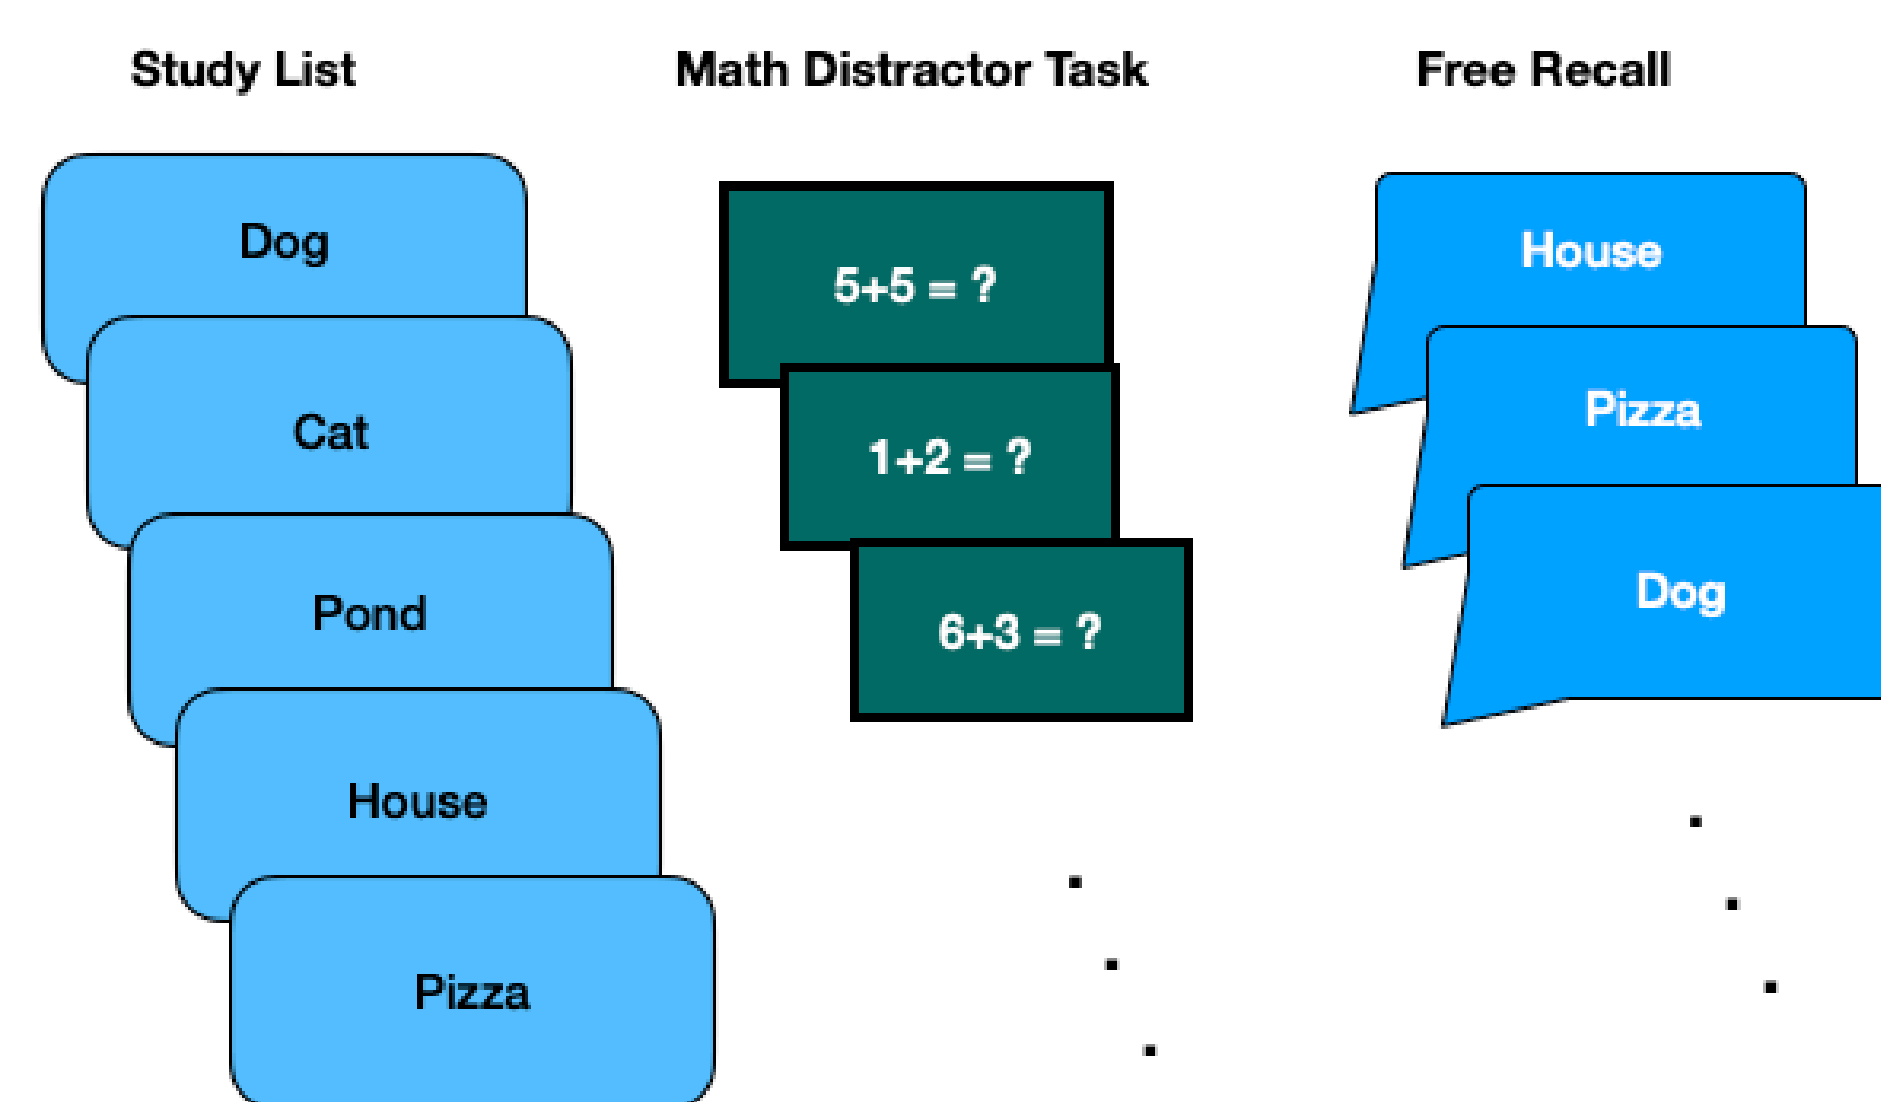 Study List
Dog
Cat
Pond
House
Pizza
Math Distractor Task
5+5 = ?
1+2 = ?
6+3 = ?
Free Recall
House
Pizza
Dog